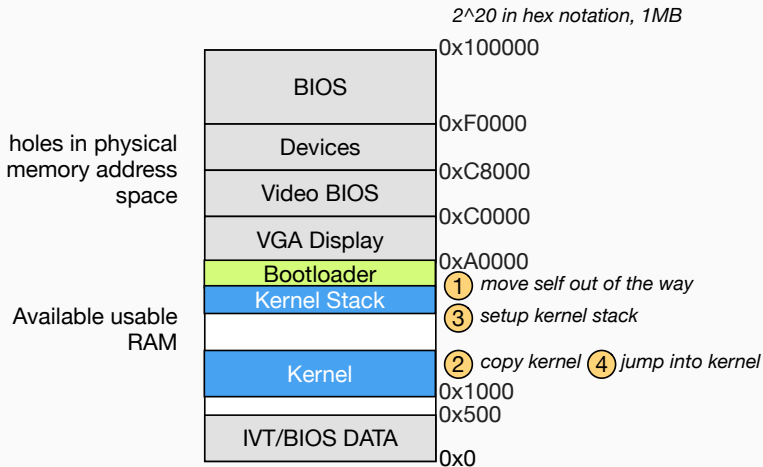 2^20 in hex notation, 1MB
0x100000
BIOS
0xF0000
holes in physical
memory address
space
Devices
0xC8000
Video BIOS
0xC0000
VGA Display
0xA0000
Bootloader
1 move self out of the way
Kernel Stack
3 setup kernel stack
Available usable
RAM
2 copy kernel 4 jump into kernel
Kernel
0x1000
0x500
IVT/BIOS DATA
0x0